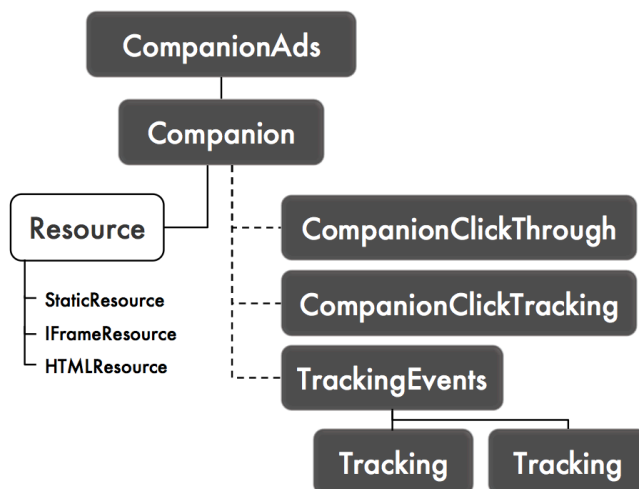 CompanionAds
Companion
Resource
StaticResource
IFrameResource
HTMLResource
CompanionClickThrough
CompanionClickTracking
TrackingEvents
Tracking
Tracking